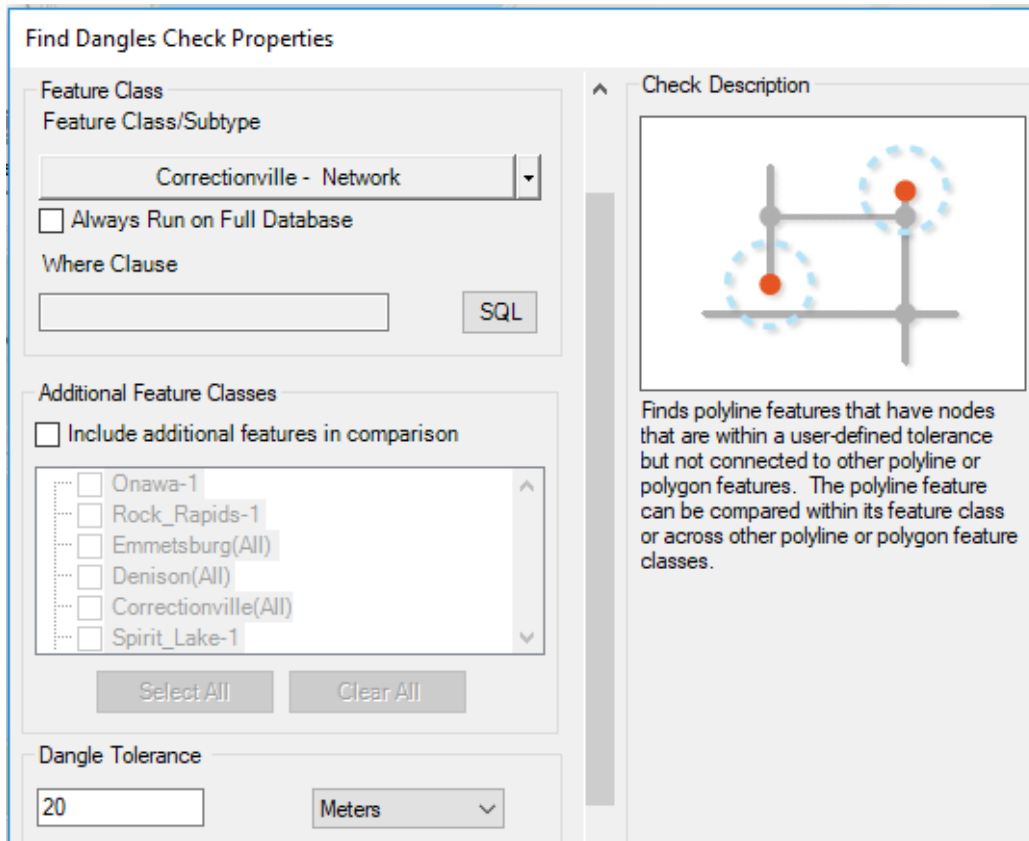 Find Dangles Check Properties
Feature Class
Feature Class/Subtype
Correctionville - Network
Always Run on Full Database
Where Clause
SQL
Additional Feature Classes
Include additional features in comparison
Onawa-1
Rock_Rapids-1
Emmetsburg(All)
Denison(All)
Correctionville(All)
Spirit_Lake-1
Select All
Clear All
Dangle Tolerance
20
Meters
Check Description
Finds polyline features that have nodes
that are within a user-defined tolerance
but not connected to other polyline or
polygon features. The polyline feature
can be compared within its feature class
or across other polyline or polygon feature
classes.